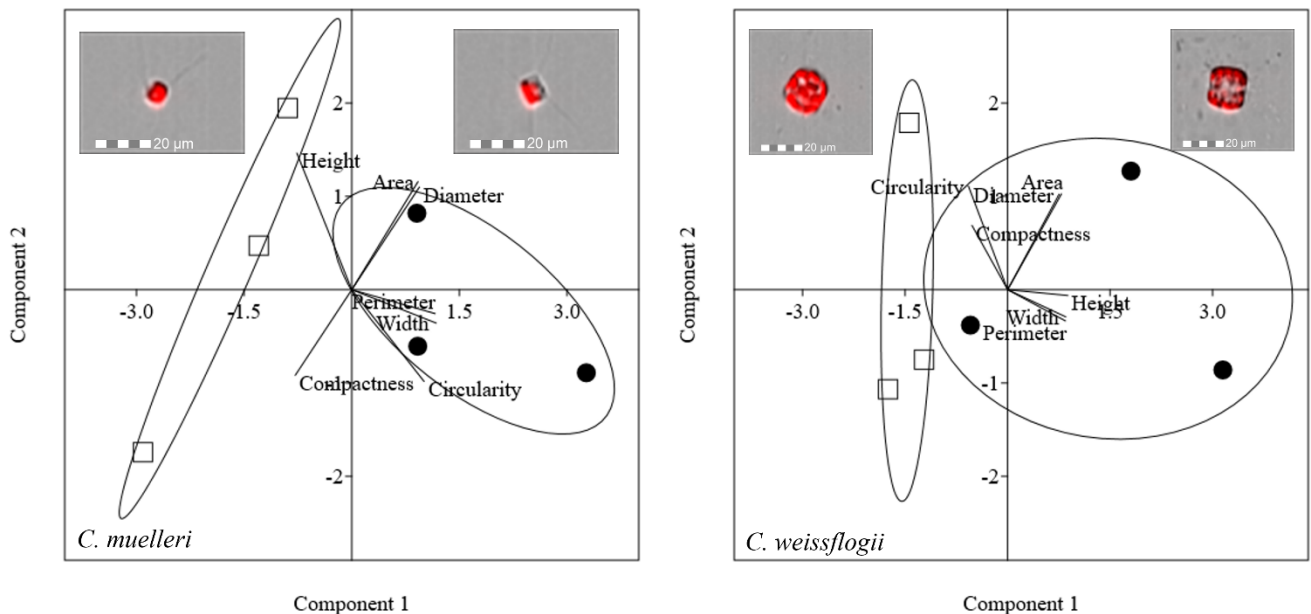 20 µm
20 µm
2
Height
Area
Diameter
1
Component 2
-3.0
-1.5
Perimeter
1.5
3.0
Width
Compactness
-1
Circularity
-2
C. muelleri
Component 1
20 µm
20 µm
2
Circularity
Area
1
Diameter
Compactness
Component 2
-3.0
-1.5
Height
1.5
3.0
Width
Perimeter
-1
-2
C. weissflogii
Component 1